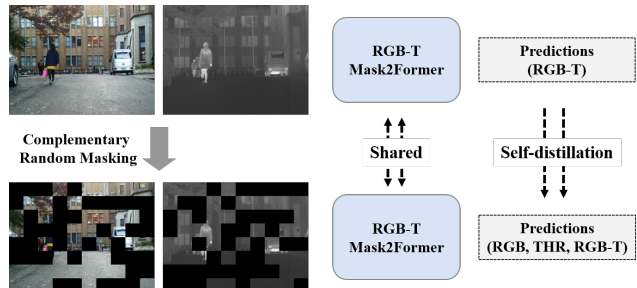 RGB-T
Mask2Former
Predictions
(RGB-T)
Complementary
Random Masking
Shared
Self-distillation
RGB-T
Mask2Former
Predictions
(RGB, THR, RGB-T)